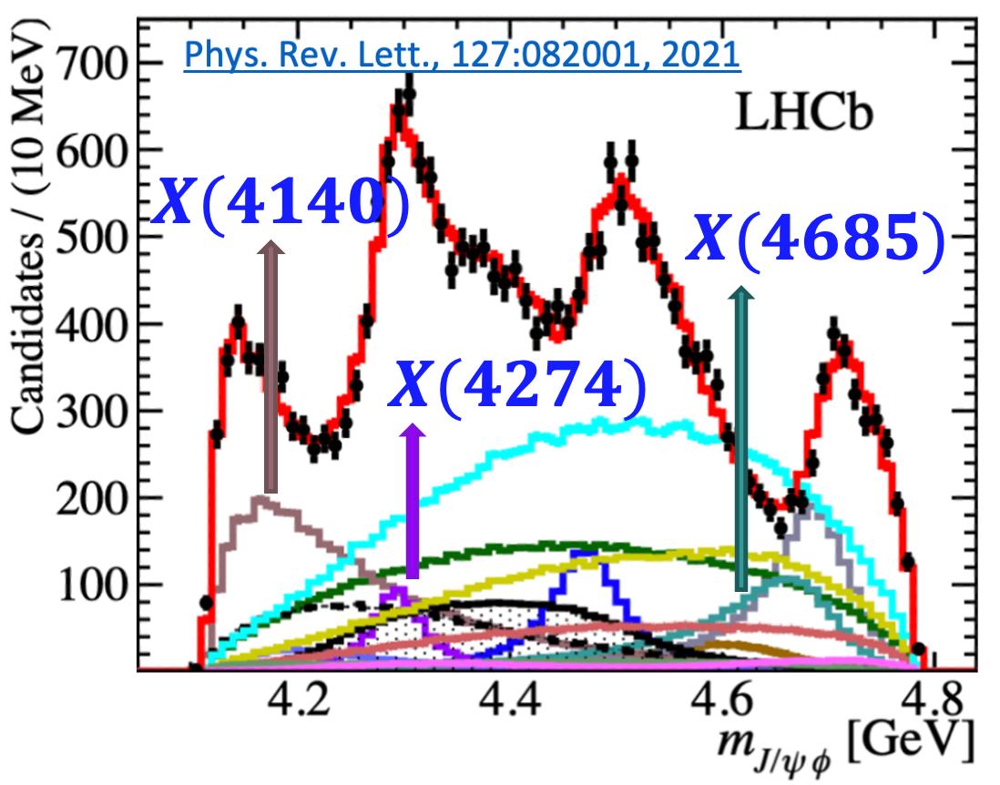 Phys. Rev. Lett., 127:082001, 2021
LHCb
X(4140)
X(4685)
X(4274)
Candidates / (10 MeV)
700
600
500
400
300
200
100
4.2 4.4 4.6 4.8
m_{J/ψ ϕ} [GeV]